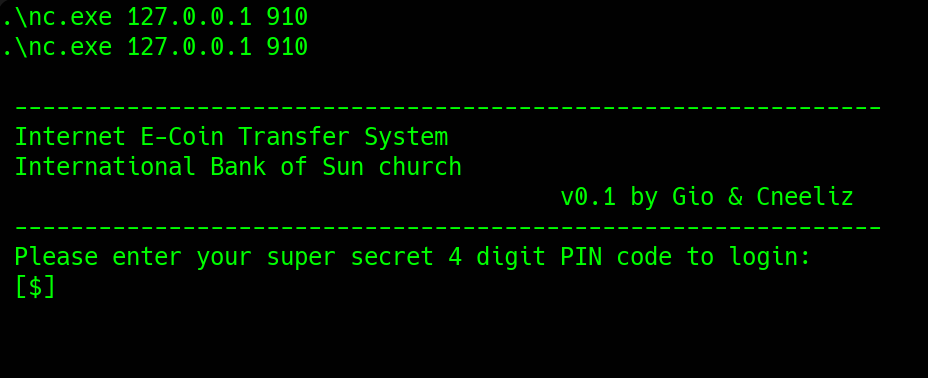 .\nc.exe 127.0.0.1 910
.\nc.exe 127.0.0.1 910
--------------------------------------------------------------
Internet E-Coin Transfer System
International Bank of Sun church
v0.1 by Gio & Cneeliz
--------------------------------------------------------------
Please enter your super secret 4 digit PIN code to login:
[$]